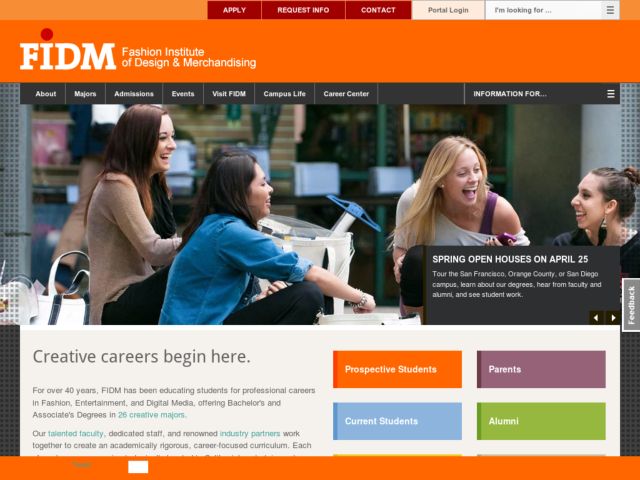 APPLY
REQUEST INFO
CONTACT
Portal Login
I'm looking for ...
FIDM
Fashion Institute
of Design & Merchandising
About
Majors
Admissions
Events
Visit FIDM
Campus Life
Career Center
INFORMATION FOR...
SPRING OPEN HOUSES ON APRIL 25
Tour the San Francisco, Orange County, or San Diego
campus, learn about our degrees, hear from faculty and
alumni, and see student work.
Feedback
Creative careers begin here.
For over 40 years, FIDM has been educating students for professional careers
in Fashion, Entertainment, and Digital Media, offering Bachelor's and
Associate's Degrees in 26 creative majors.
Our talented faculty, dedicated staff, and renowned industry partners work
together to create an academically rigorous, career-focused curriculum. Each
Prospective Students
Parents
Current Students
Alumni